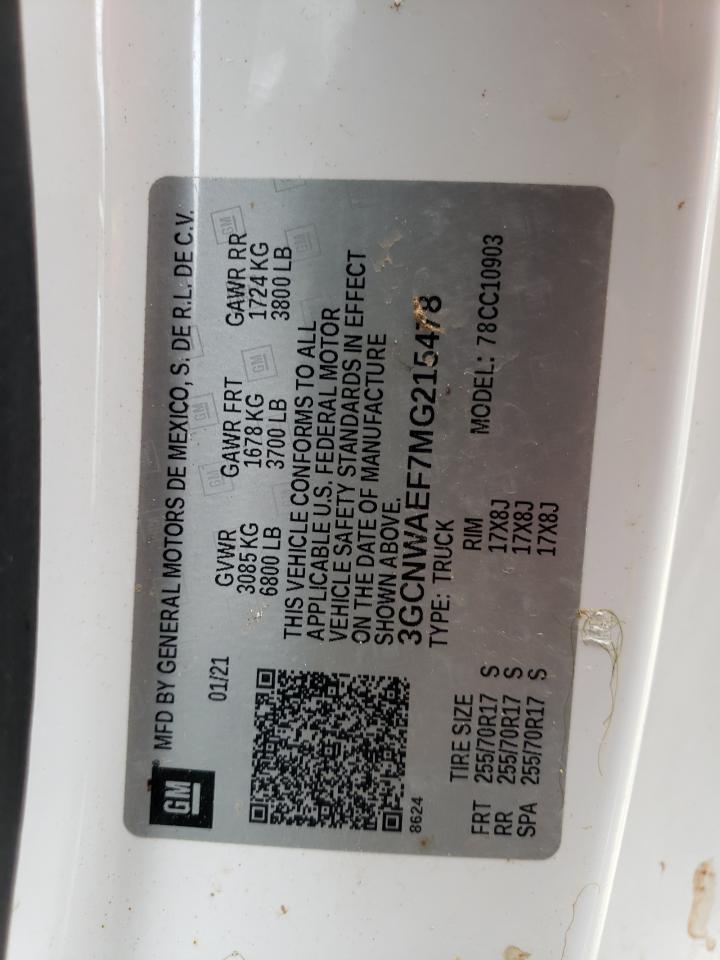 GM
MFD BY GENERAL MOTORS DE MEXICO, S. DE R.L. DE C.V.
01/21
GVWR GAWR FRT GAWR RR
3085 KG 1678 KG 1724 KG
6800 LB 3700 LB 3800 LB
THIS VEHICLE CONFORMS TO ALL
APPLICABLE U.S. FEDERAL MOTOR
VEHICLE SAFETY STANDARDS IN EFFECT
ON THE DATE OF MANUFACTURE
SHOWN ABOVE.
3GCNWAEF7MG215478
TYPE: TRUCK MODEL: 78CC10903
8624
TIRE SIZE RIM
FRT 255/70R17 S 17X8J
RR 255/70R17 S 17X8J
SPA 255/70R17 S 17X8J